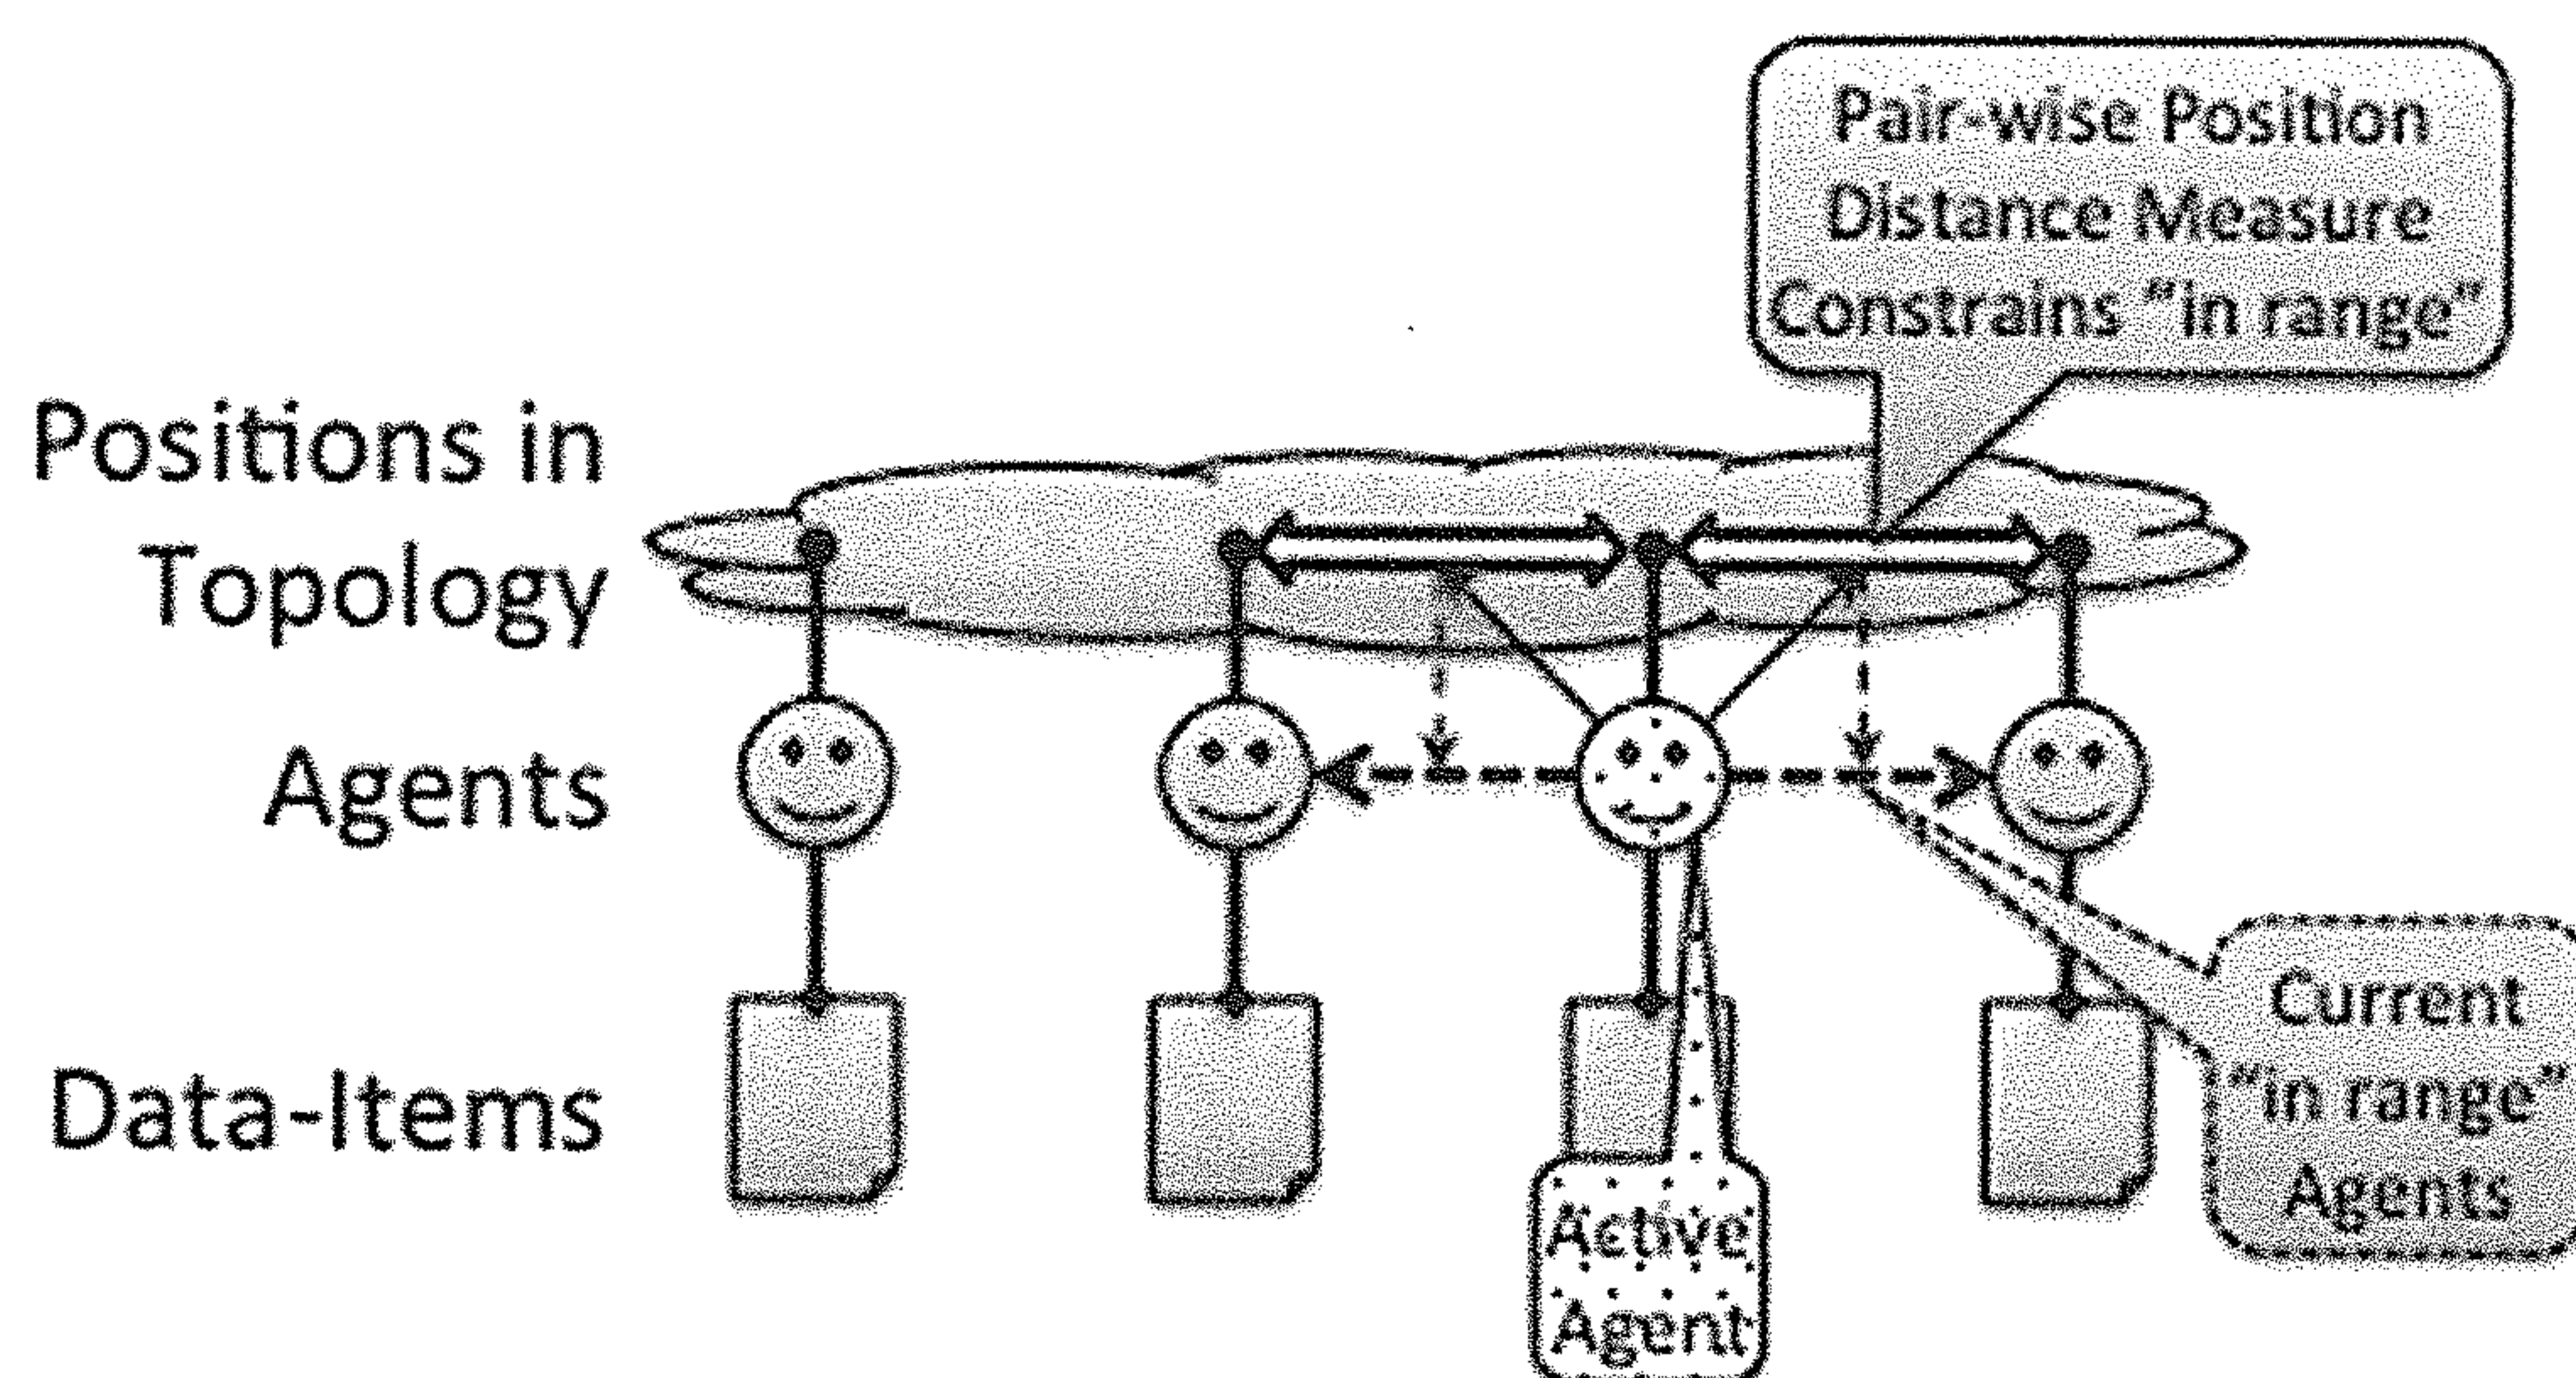 Pair-wise Position
Distance Measure
Constrains "in range"
Positions in
Topology
Agents
Data-Items
Current
"in range"
Agents
Active
Agent